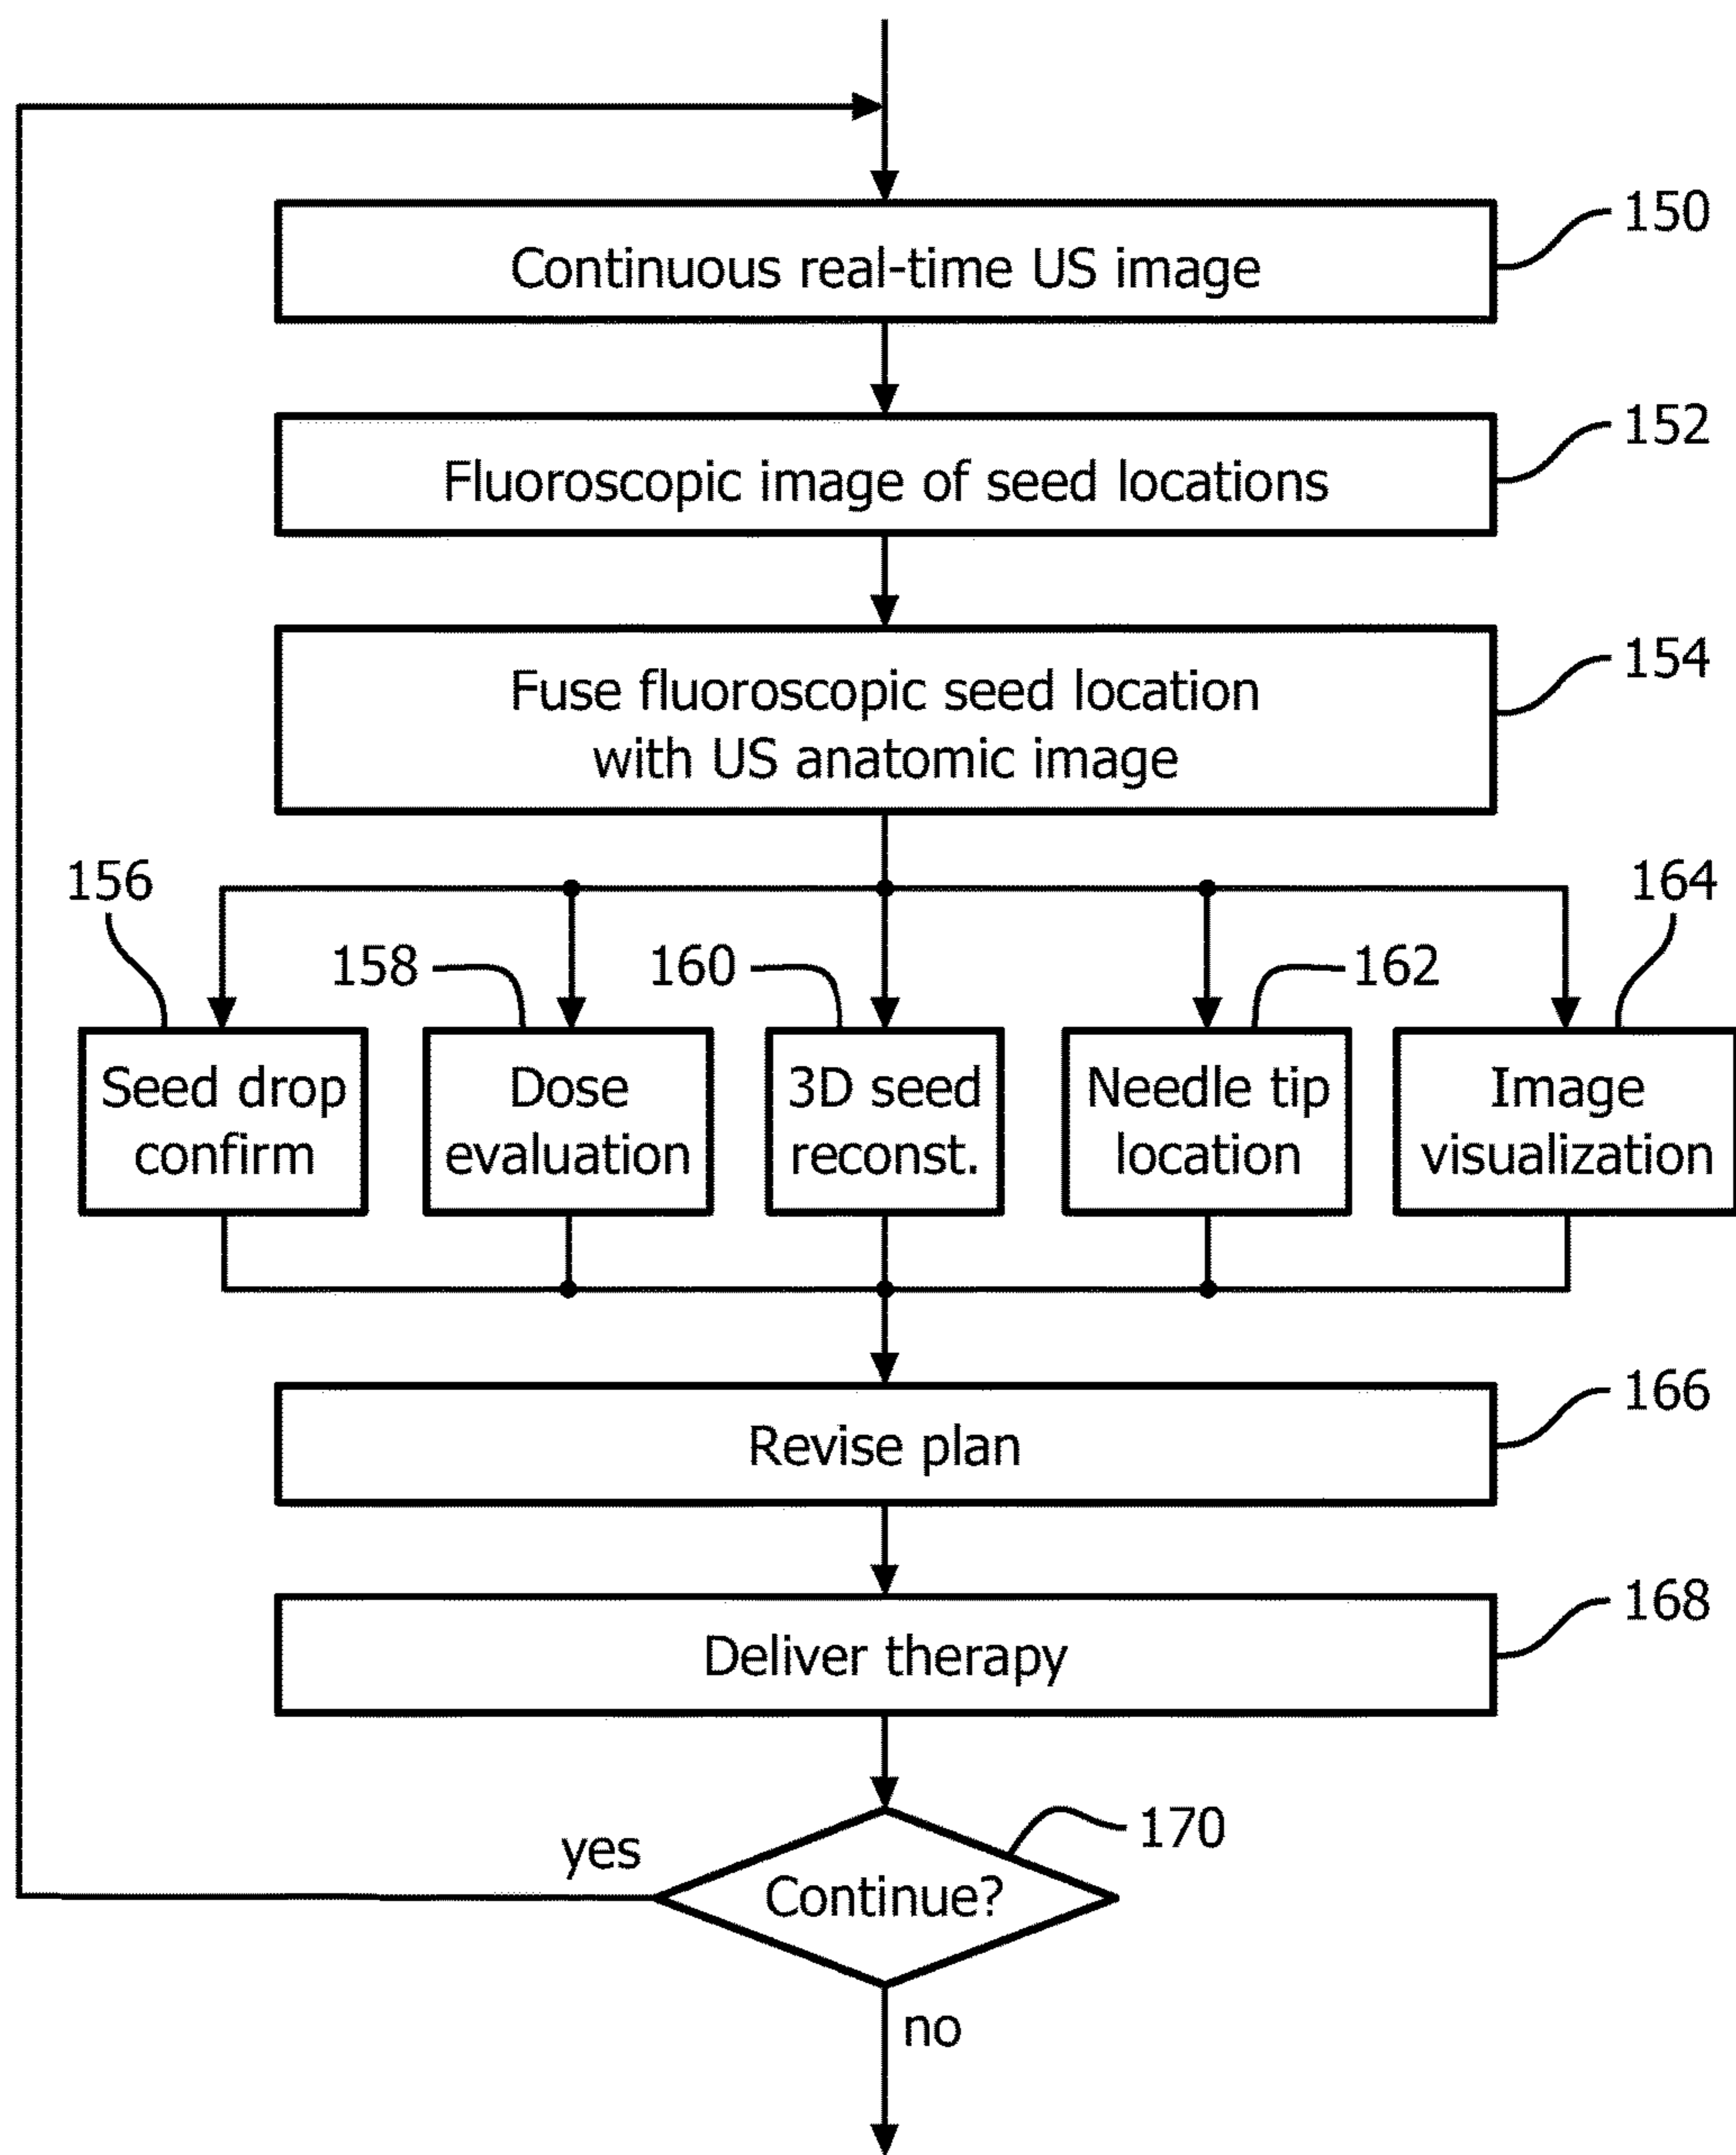 150
Continuous real-time US image
152
Fluoroscopic image of seed locations
154
Fuse fluoroscopic seed location
with US anatomic image
156
164
158
160
162
Seed drop
confirm
Dose
evaluation
3D seed
reconst.
Needle tip
location
Image
visualization
166
Revise plan
168
Deliver therapy
170
yes
Continue?
no